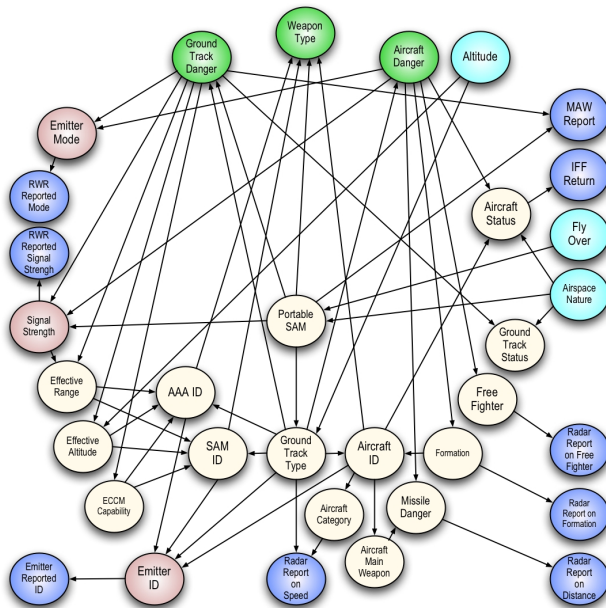 Ground
Track
Danger
Weapon
Type
Aircraft
Danger
Altitude
Emitter
Mode
MAW
Report
RWR
Reported
Mode
IFF
Return
Aircraft
Status
RWR
Reported
Signal
Strengh
Fly
Over
Airspace
Nature
Signal
Strength
Portable
SAM
Ground
Track
Status
Effective
Range
AAA ID
Free
Fighter
Effective
Altitude
SAM
ID
Ground
Track
Type
Aircraft
ID
Formation
Radar
Report
on Free
Fighter
ECCM
Capability
Aircraft
Category
Missile
Danger
Radar
Report on
Formation
Emitter
Reported
ID
Emitter
ID
Radar
Report
on
Speed
Aircraft
Main
Weapon
Radar
Report
on
Distance